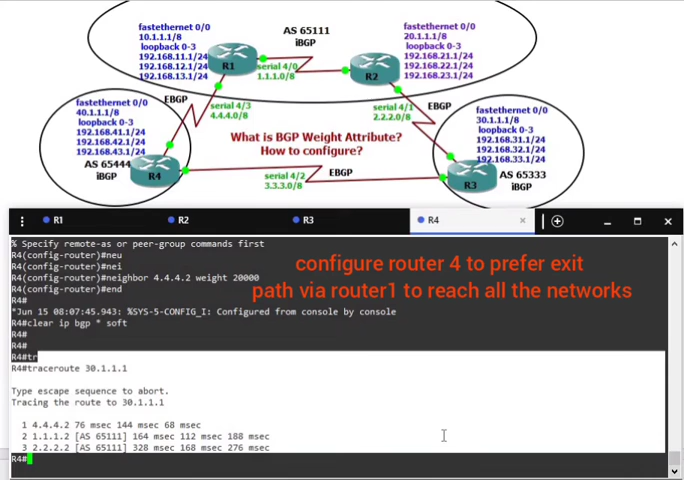 AS 65111
iBGP
fastethernet 0/0
10.1.1.1/8
loopback 0-3
192.168.11.1/24
192.168.12.1/24
192.168.13.1/24
R1
serial 4/0
1.1.1.0/8
R2
fastethernet 0/0
20.1.1.1/8
loopback 0-3
192.168.21.1/24
192.168.22.1/24
192.168.23.1/24
EBGP
serial 4/3
4.4.4.0/8
serial 4/1
2.2.2.0/8
EBGP
fastethernet 0/0
40.1.1.1/8
loopback 0-3
192.168.41.1/24
192.168.42.1/24
192.168.43.1/24
AS 65444
iBGP
R4
What is BGP Weight Attribute?
How to configure?
serial 4/2
3.3.3.0/8
EBGP
fastethernet 0/0
30.1.1.1/8
loopback 0-3
192.168.31.1/24
192.168.32.1/24
192.168.33.1/24
R3
AS 65333
iBGP
R1
R2
R3
R4
% Specify remote-as or peer-group commands first
R4(config-router)#neu
R4(config-router)#nei
R4(config-router)#neighbor 4.4.4.2 weight 20000
R4(config-router)#end
R4#
*Jun 15 08:07:45.943: %SYS-5-CONFIG_I: Configured from console by console
R4#clear ip bgp * soft
R4#
R4#
R4#tr
R4#traceroute 30.1.1.1
Type escape sequence to abort.
Tracing the route to 30.1.1.1
1 4.4.4.2 76 msec 144 msec 68 msec
2 1.1.1.2 [AS 65111] 164 msec 112 msec 188 msec
3 2.2.2.2 [AS 65111] 328 msec 168 msec 276 msec
R4#
configure router 4 to prefer exit
path via router1 to reach all the networks